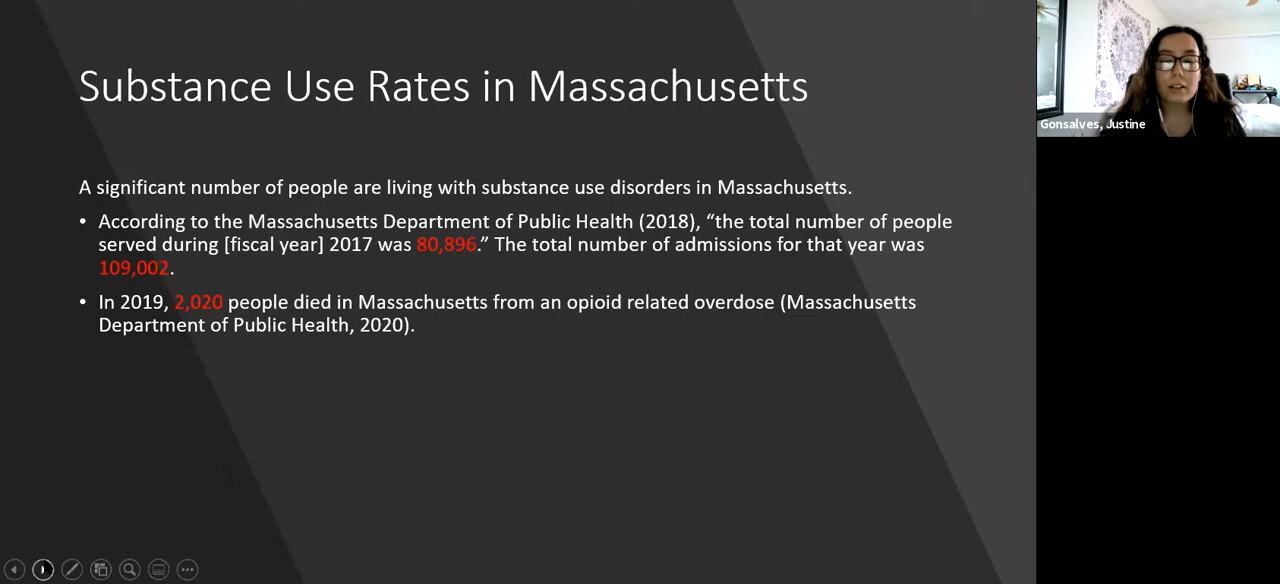 Substance Use Rates in Massachusetts
Gonsalves, Justine
A significant number of people are living with substance use disorders in Massachusetts.
• According to the Massachusetts Department of Public Health (2018), “the total number of people
served during [fiscal year] 2017 was 80,896.” The total number of admissions for that year was
109,002.
• In 2019, 2,020 people died in Massachusetts from an opioid related overdose (Massachusetts
Department of Public Health, 2020).